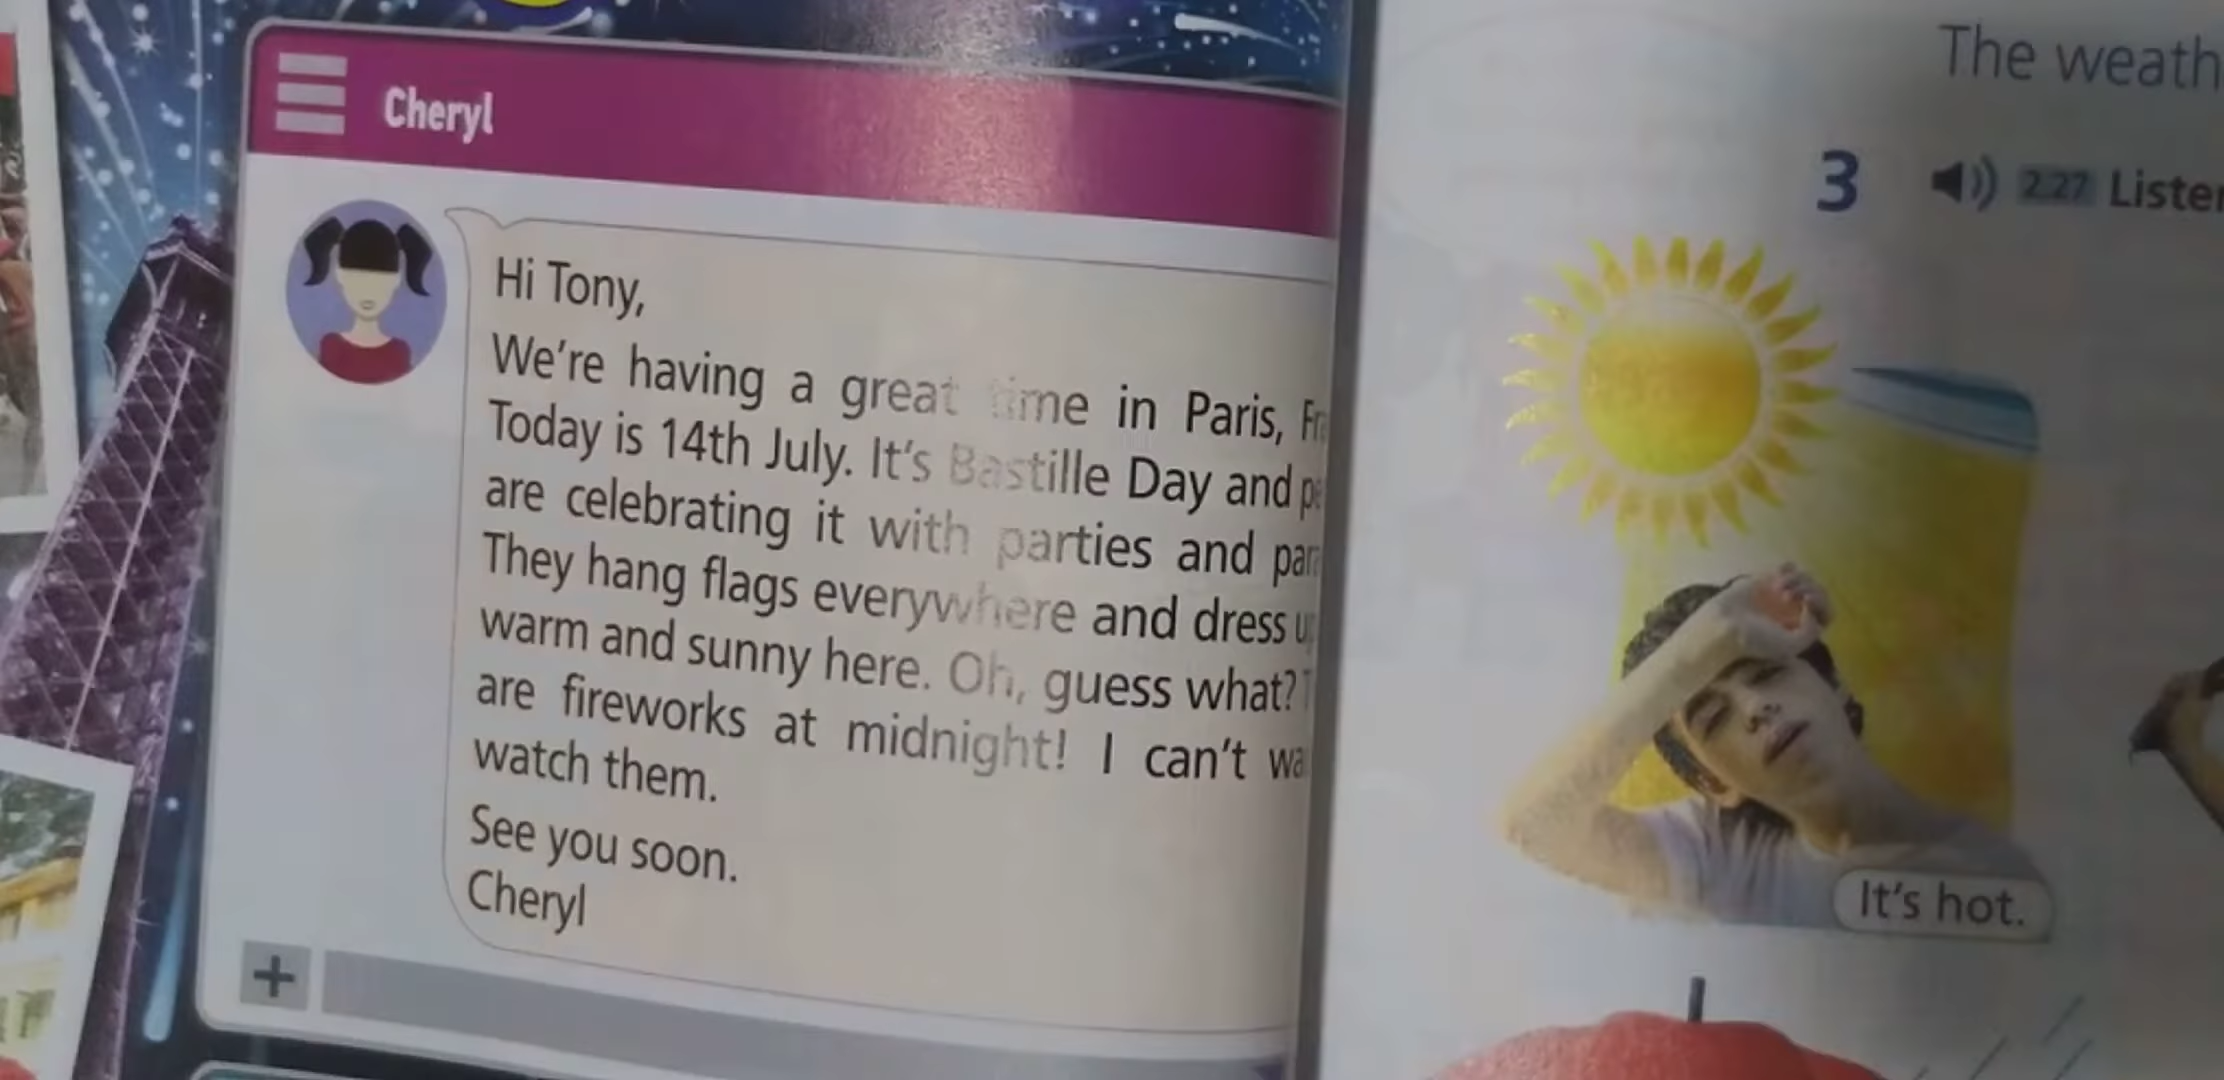 Cheryl
Hi Tony,
We're having a great time in Paris,
Today is 14th July. It's Bastille Day and
are celebrating it with parties and
They hang flags everywhere and dress
warm and sunny here. Oh, guess what?
are fireworks at midnight! I can't
watch them.
See you soon.
Cheryl
+
The
3 2.27
It's hot.